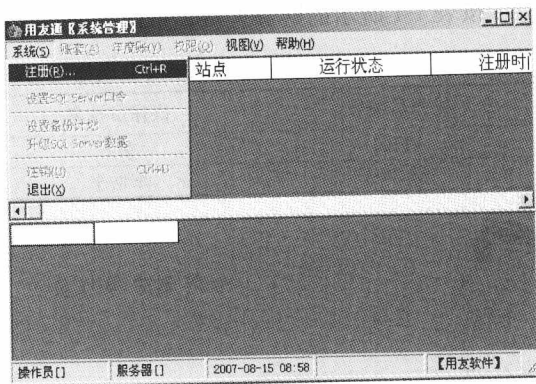 用友通〖系统管理〗
系统(S) 账套(A) 年度账(Y) 权限(O) 视图(V) 帮助(H)
注册(R)... Ctrl+R 站点 运行状态 注册时间
设置SQL Server口令
设置备份计划
升级SQL Server数据
注销(U) Ctrl+D
退出(X)
操作员[] 服务器[] 2007-08-15 08:58 【用友软件】